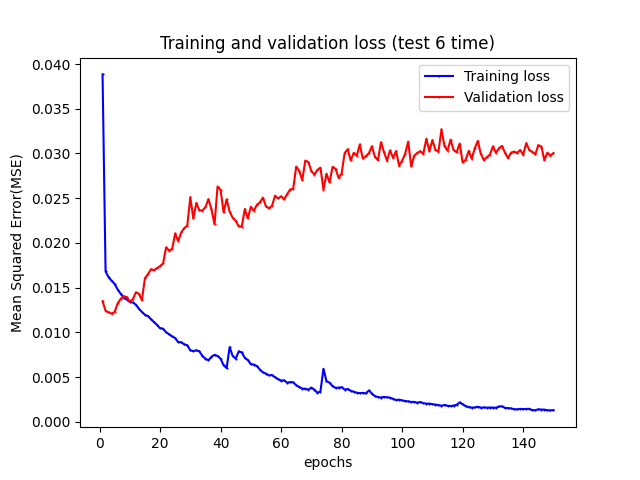 Training and validation loss (test 6 time)
Training loss
Validation loss
Mean Squared Error(MSE)
0.040
0.035
0.030
0.025
0.020
0.015
0.010
0.005
0.000
0 20 40 60 80 100 120 140
epochs